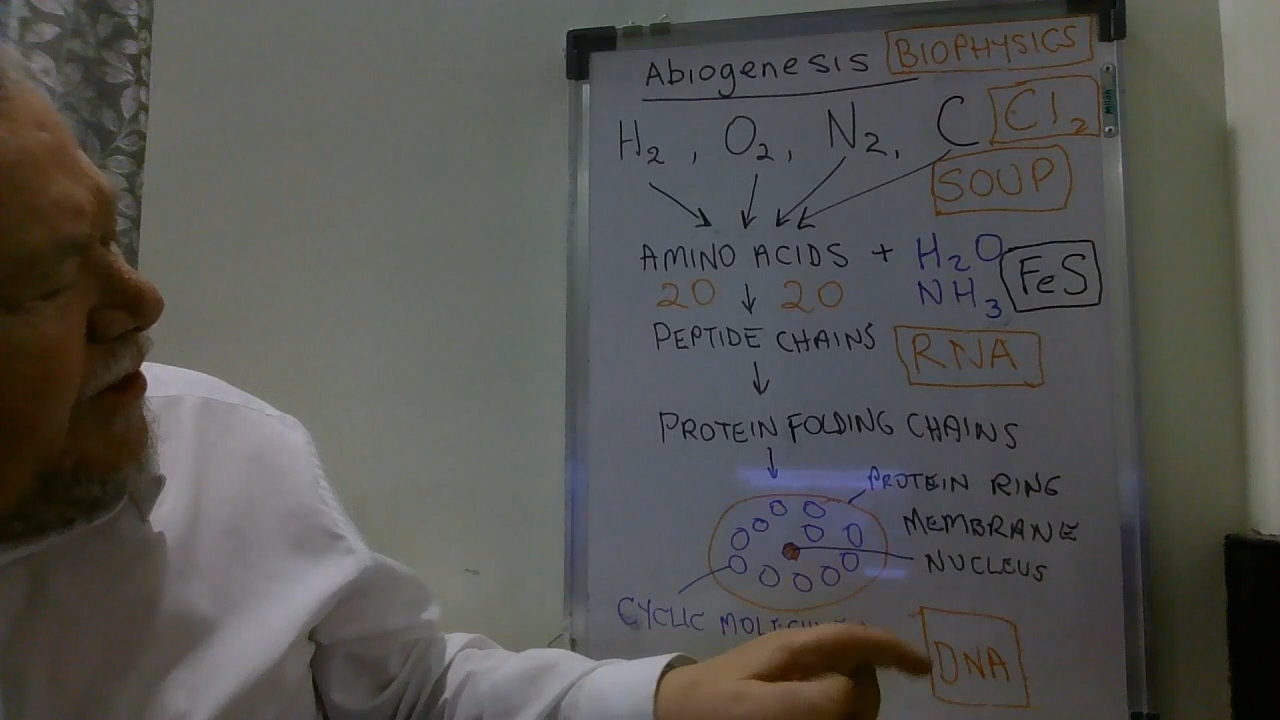 Abiogenesis BIOPHYSICS
H2, O2, N2, C Cl2
SOUP
AMINO ACIDS + H2O
20 20 NH3 FeS
PEPTIDE CHAINS RNA
PROTEIN FOLDING CHAINS
PROTEIN RING
MEMBRANE
NUCLEUS
CYCLIC
DNA